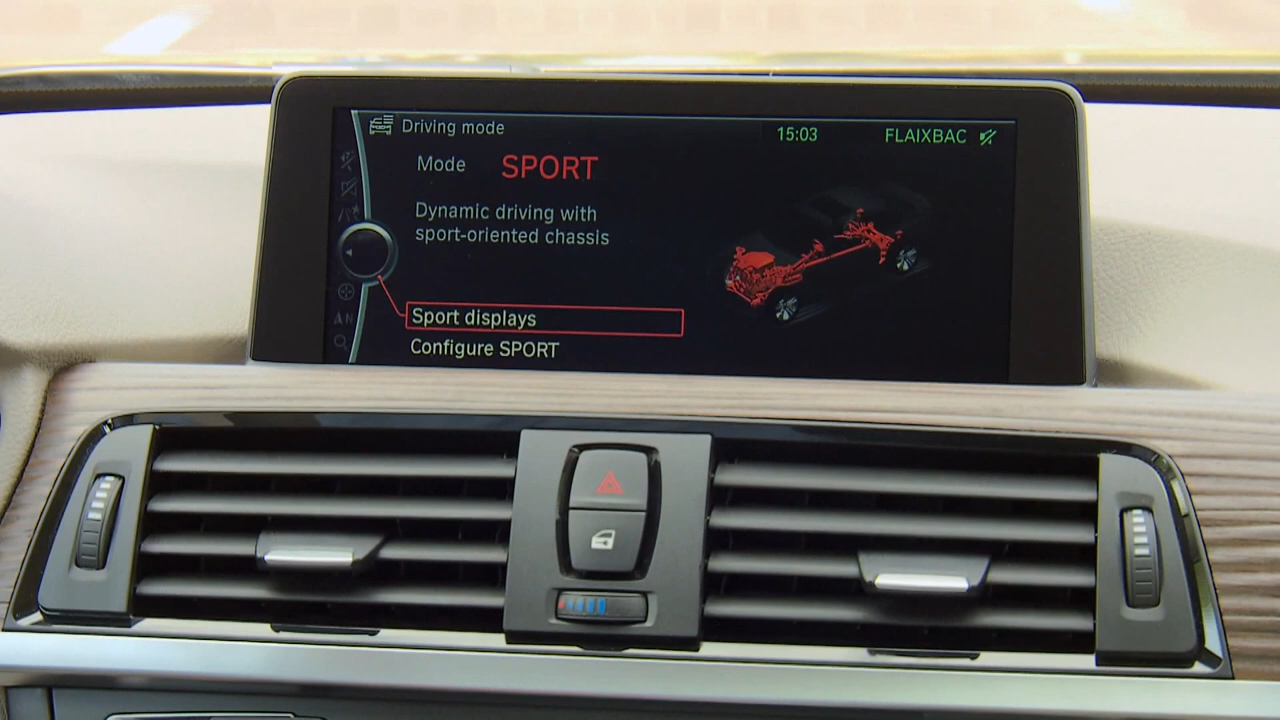 Driving mode
15:03 FLAIXBAC
Mode SPORT
Dynamic driving with
sport-oriented chassis
Sport displays
Configure SPORT